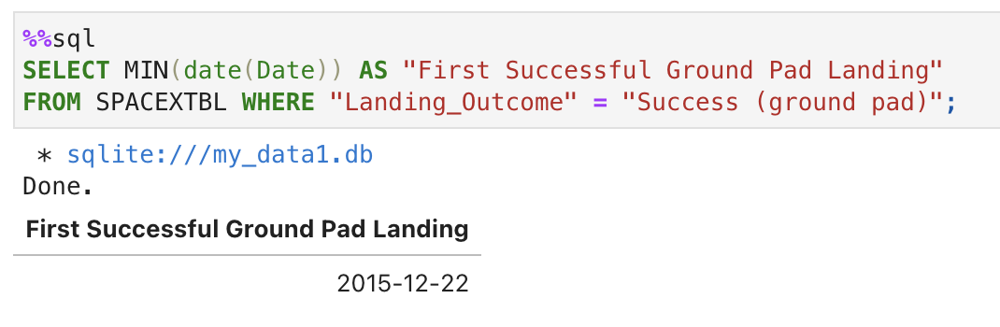 %%sql
SELECT MIN(date(Date)) AS "First Successful Ground Pad Landing"
FROM SPACEXTBL WHERE "Landing_Outcome" = "Success (ground pad)";
* sqlite:///my_data1.db
Done.
First Successful Ground Pad Landing
2015-12-22